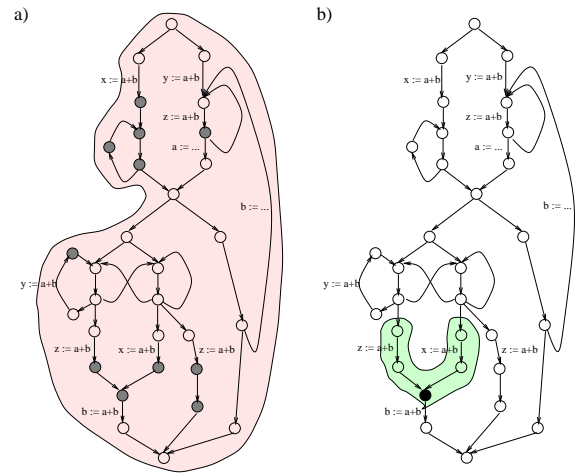 a)
b)
x := a+b
y := a+b
z := a+b
a := ...
b := ...
y := a+b
z := a+b
x := a+b
z := a+b
b := a+b
x := a+b
y := a+b
z := a+b
a := ...
b := ...
y := a+b
z := a+b
x := a+b
z := a+b
b := a+b